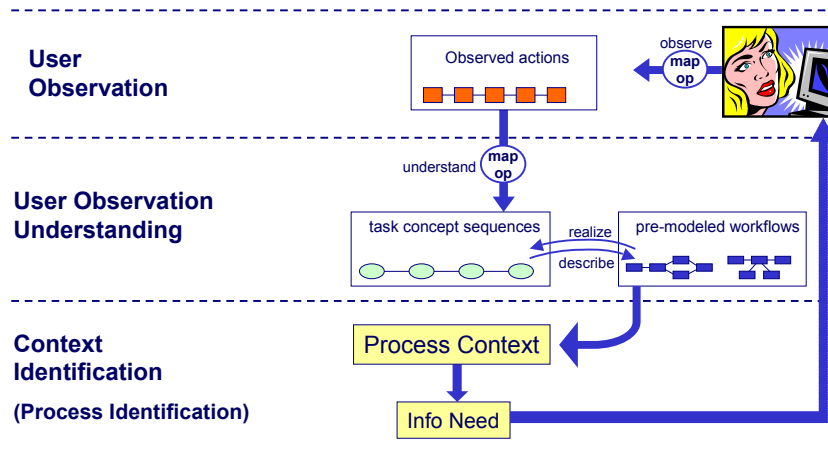 User
Observation
Observed actions
observe
map
op
understand
map
op
User Observation
Understanding
task concept sequences
realize
describe
pre-modeled workflows
Context
Identification
(Process Identification)
Process Context
Info Need